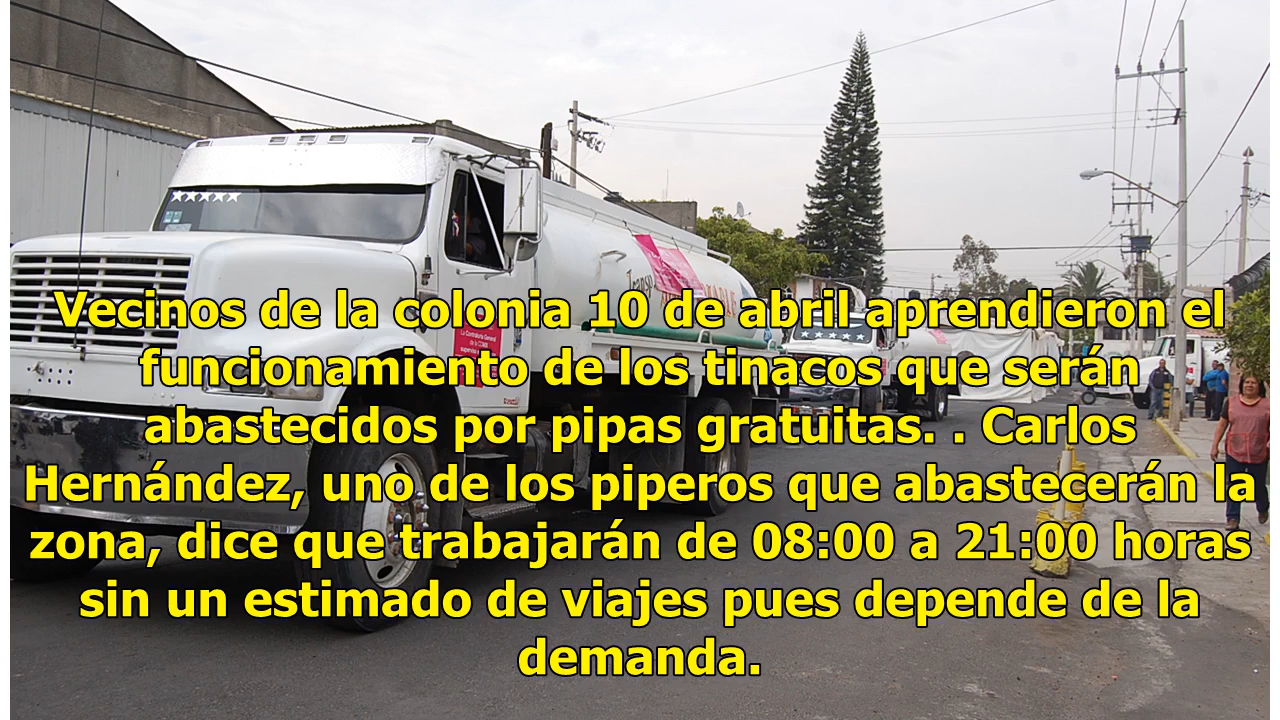 Vecinos de la colonia 10 de abril aprendieron el
funcionamiento de los tinacos que serán
abastecidos por pipas gratuitas. . Carlos
Hernández, uno de los piperos que abastecerán la
zona, dice que trabajarán de 08:00 a 21:00 horas
sin un estimado de viajes pues depende de la
demanda.